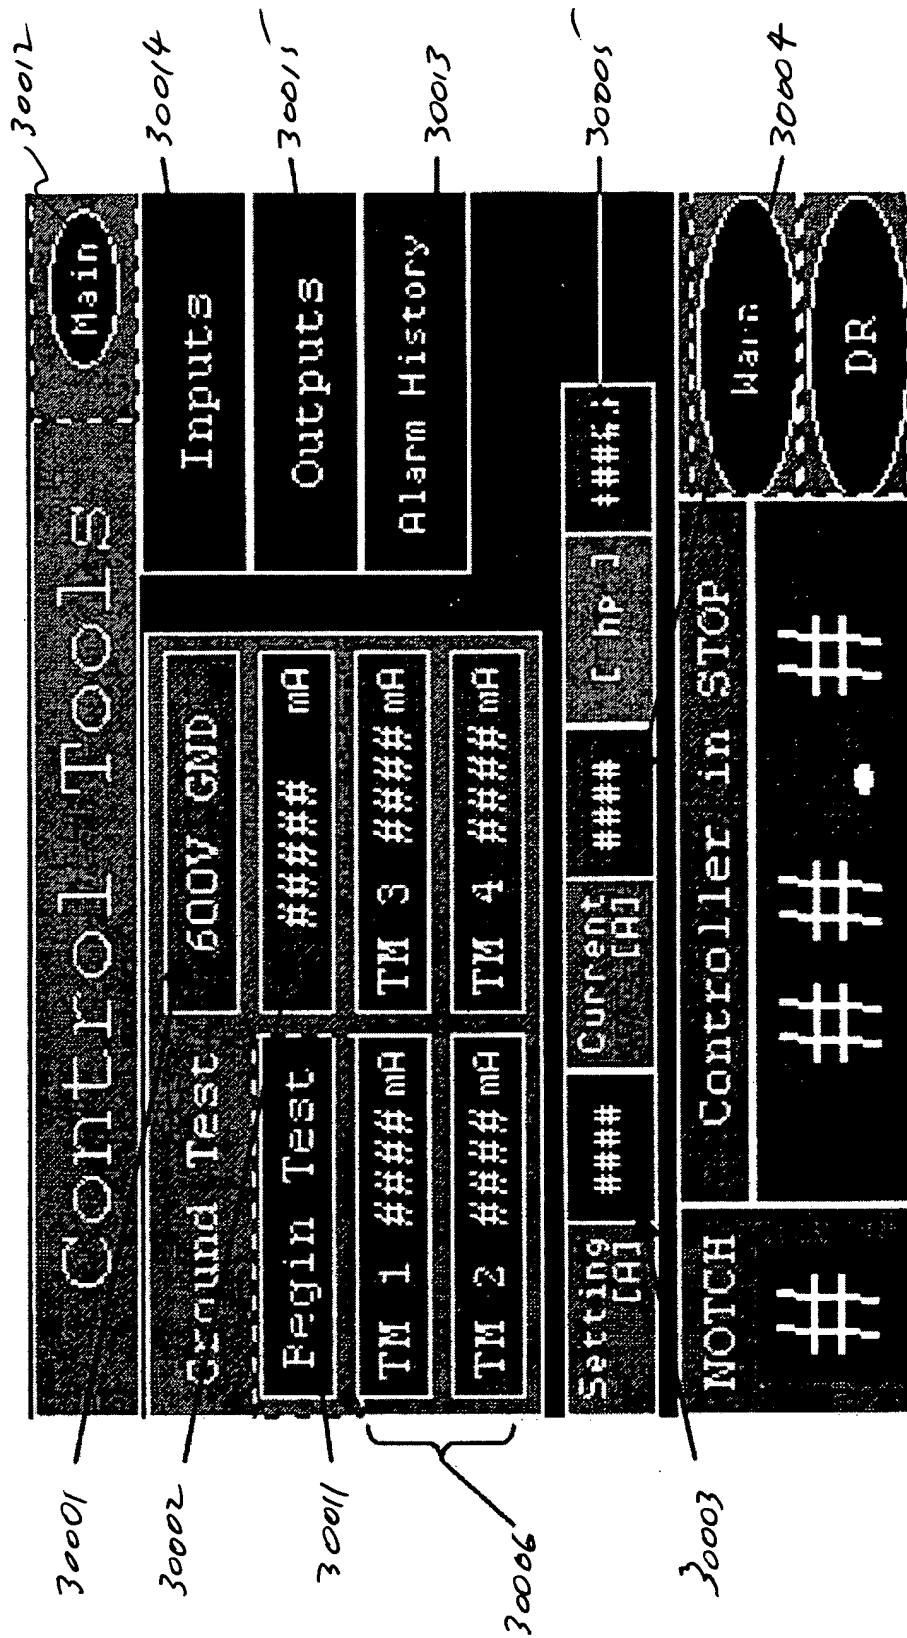 Control Tools
Main
Ground Test
600V GND
Inputs
Begin Test
##### mA
Outputs
TM 1 #### mA
TM 3 #### mA
Alarm History
TM 2 #### mA
TM 4 #### mA
Setting [A]
####
Current [A]
####
[ hP ]
####
NOTCH
Controller in STOP
Warn
#
# # . #
DR
30012
30014
30015
30013
30005
30004
30001
30002
30011
30006
30003